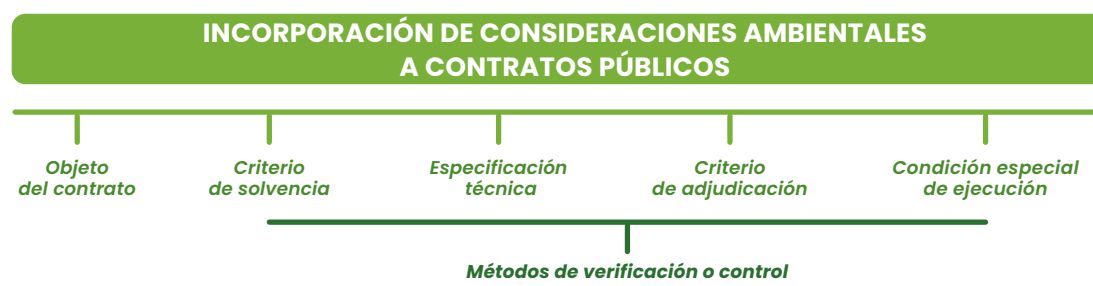 INCORPORACIÓN DE CONSIDERACIONES AMBIENTALES
A CONTRATOS PÚBLICOS
Objeto
del contrato
Criterio
de solvencia
Especificación
técnica
Criterio
de adjudicación
Condición especial
de ejecución
Métodos de verificación o control